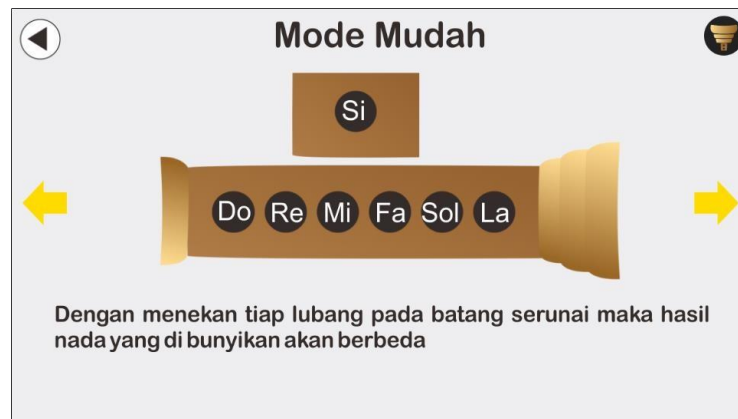 Mode Mudah
Si
Do Re Mi Fa Sol La
Dengan menekan tiap lubang pada batang serunai maka hasil
nada yang di bunyikan akan berbeda